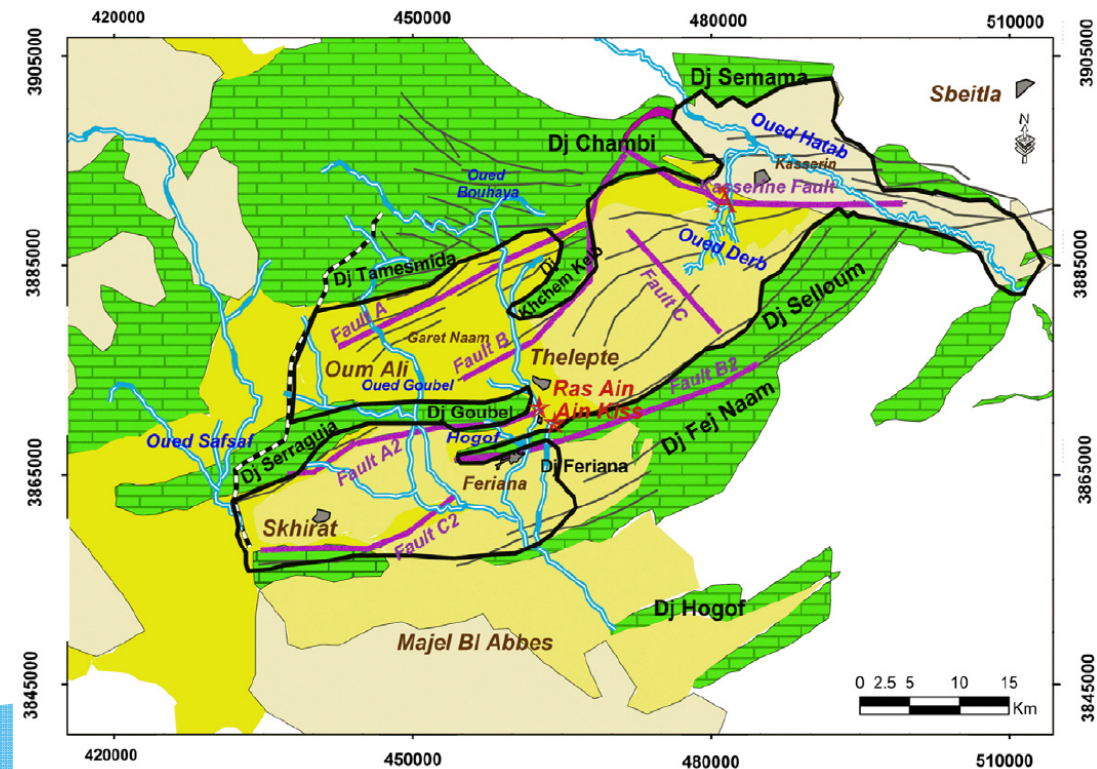 420000
450000
480000
510000
3905000
3905000
Dj Semama
Sbeitla
N
Oued Hatab
Dj Chambi
Kasserin
Oued
Bouhaya
Kasserine Fault
Oued Derb
3885000
3885000
Dj Tamesmida
Dj
Khchem Kelb
Fault C
Dj Selloum
Fault A
Garet Naam
Fault B
Thelepte
Oum Ali
Oued Goubel
Ras Ain
Fault B2
Dj Goubel
Ain Kiss
Dj Fej Naam
Oued Safsaf
Dj Serraguja
Hogof
3865000
3865000
Fault A2
Dj Feriana
Feriana
Skhirat
Fault C2
Dj Hogof
Majel Bl Abbes
3845000
3845000
0 2.5 5 10 15
Km
420000
450000
480000
510000